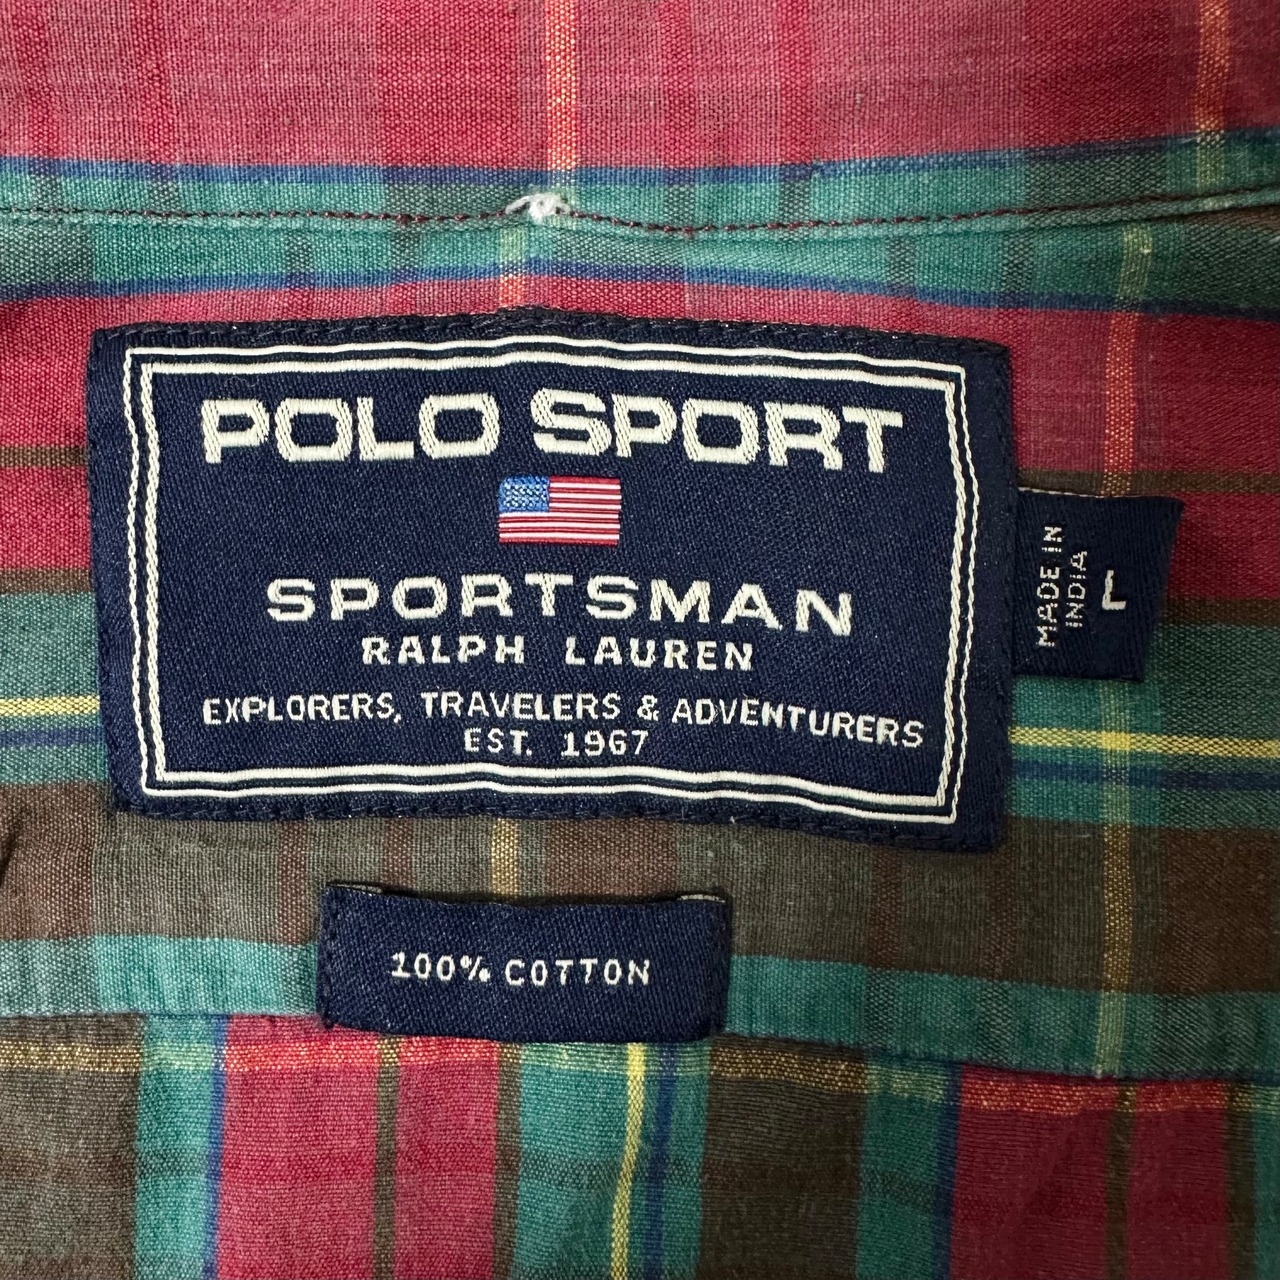 POLO SPORT
SPORTSMAN
RALPH LAUREN
EXPLORERS, TRAVELERS & ADVENTURERS
EST. 1967
MADE IN
INDIA
L
100% COTTON